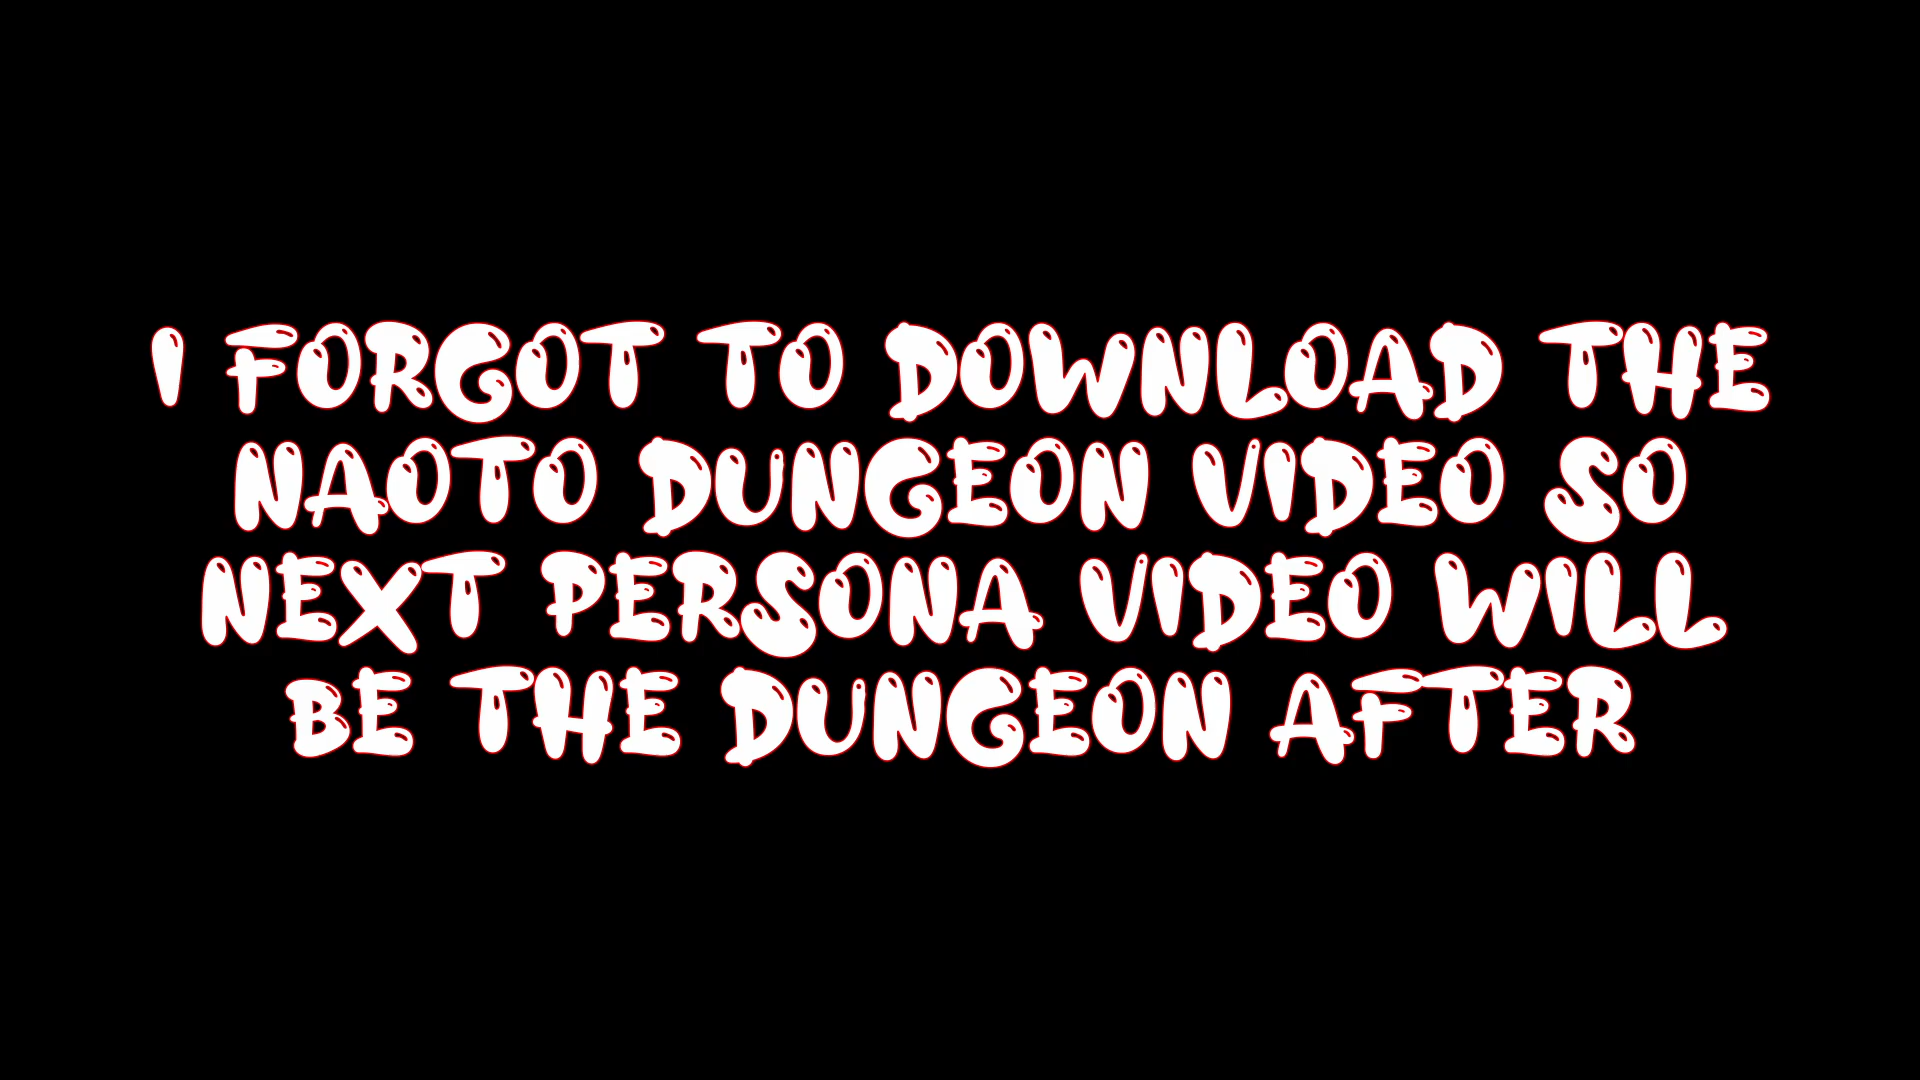 I FORGOT TO DOWNLOAD THE
NAOTO DUNGEON VIDEO SO
NEXT PERSONA VIDEO WILL
BE THE DUNGEON AFTER